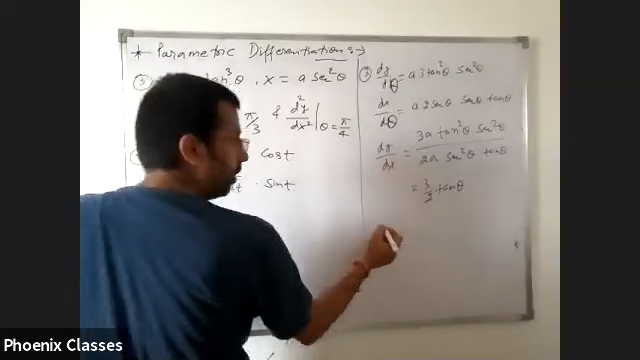 * Parametric Differentiation :→
③ tan³θ , x = a sec²θ
π/3 & d²y/dx² | θ = π/4
cost
sint
③ dy/dθ = a 3 tan²θ sec²θ
dx/dθ = a 2 secθ secθ tanθ
dy/dx = 3a tan²θ sec²θ / 2a sec²θ tanθ
= 3/2 tanθ
Phoenix Classes